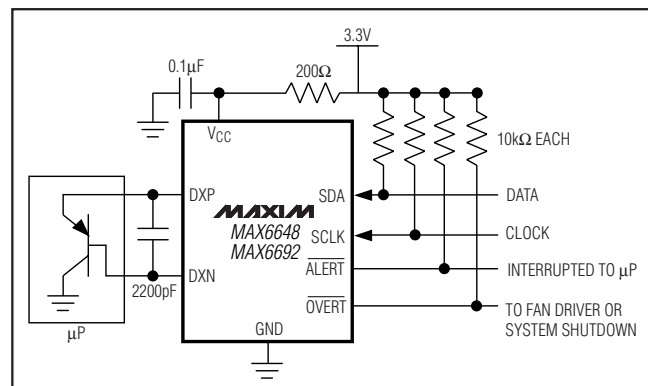 3.3V
0.1µF
200Ω
VCC
10kΩ EACH
DXP
SDA
DATA
MAXIM
MAX6648
MAX6692
SCLK
CLOCK
ALERT
INTERRUPTED TO µP
DXN
2200pF
OVERT
TO FAN DRIVER OR
SYSTEM SHUTDOWN
GND
µP